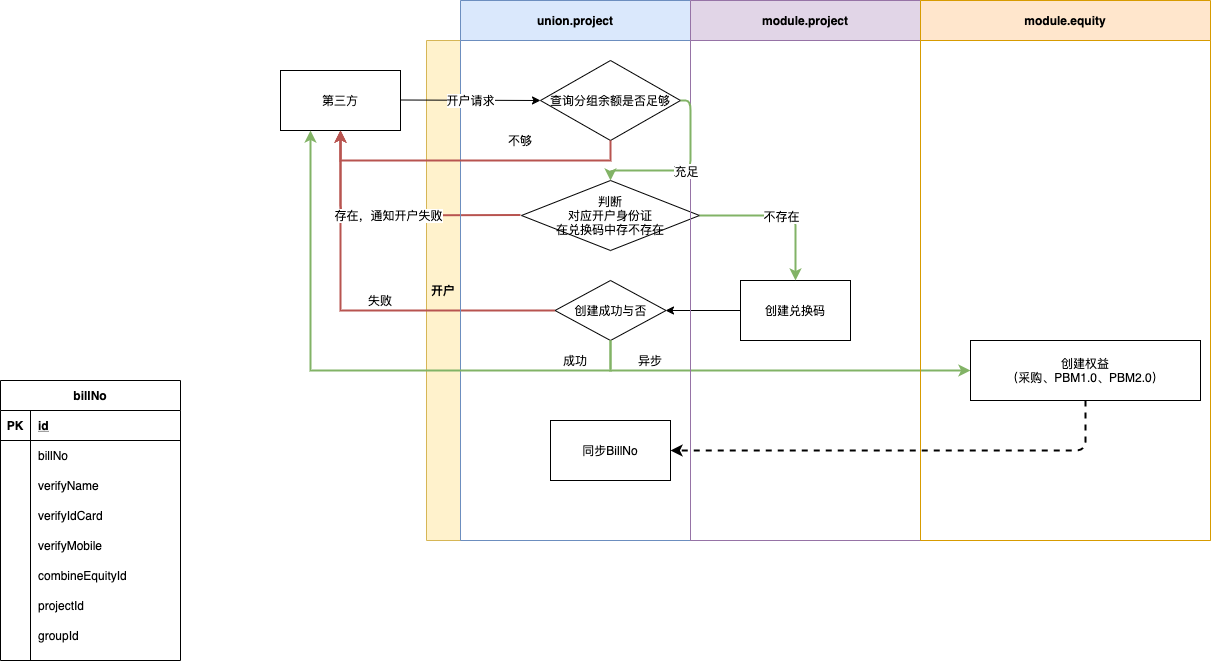 union.project
module.project
module.equity
第三方
开户请求
查询分组余额是否足够
不够
充足
判断
对应开户身份证
在兑换码中存不存在
存在，通知开户失败
不存在
开户
失败
创建成功与否
创建兑换码
成功
异步
创建权益
（采购、PBM1.0、PBM2.0）
同步BillNo
billNo
PK
id
billNo
verifyName
verifyIdCard
verifyMobile
combineEquityId
projectId
groupId